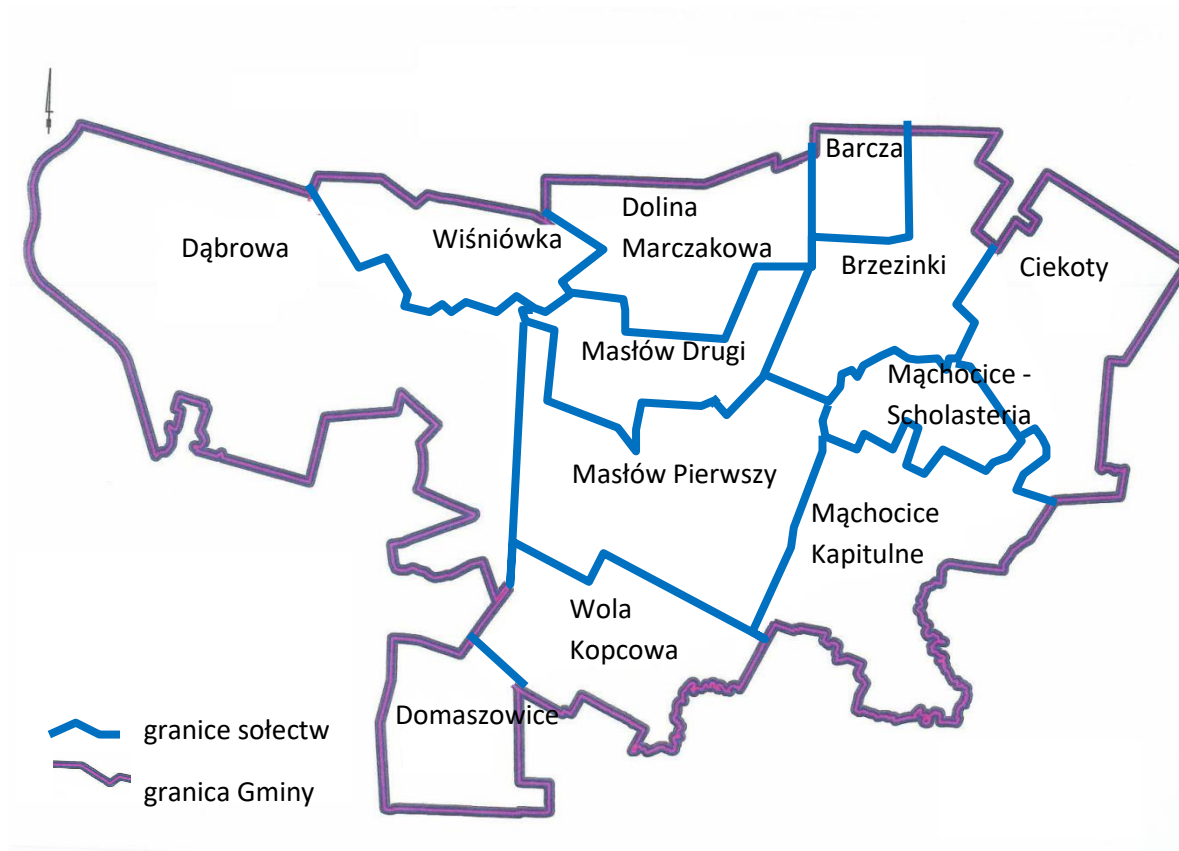 Barcza
Dolina
Marczakowa
Wiśniówka
Dąbrowa
Brzezinki
Ciekoty
Masłów Drugi
Mąchocice -
Scholasteria
Masłów Pierwszy
Mąchocice
Kapitulne
Wola
Kopcowa
Domaszowice
granice sołectw
granica Gminy